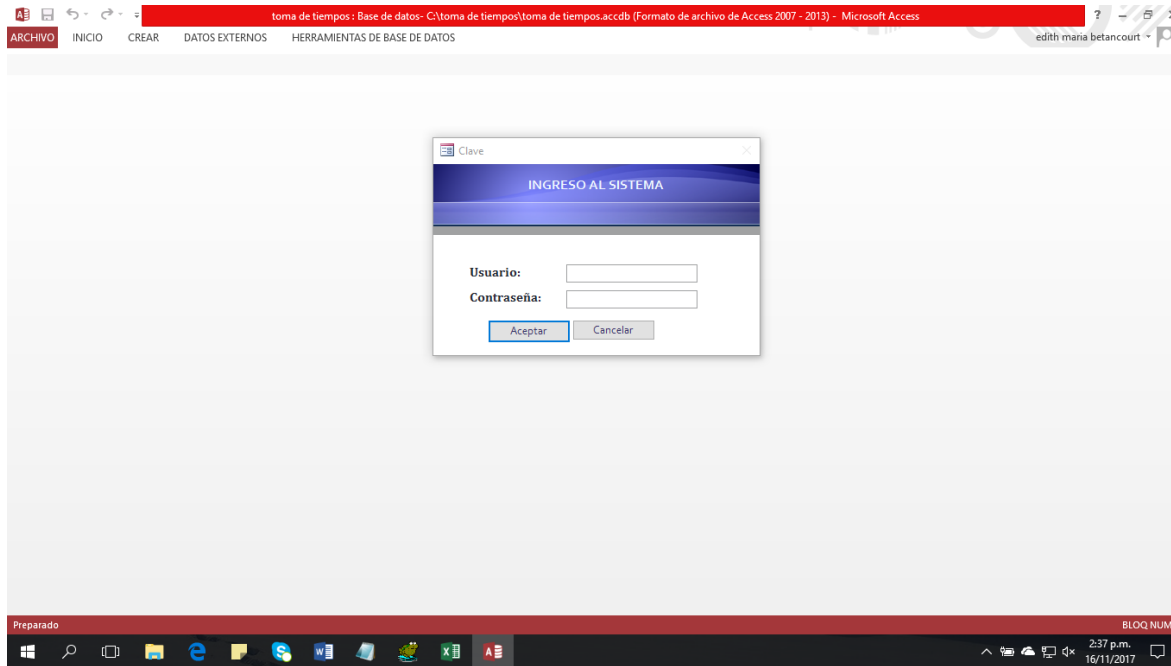 toma de tiempos : Base de datos- C:\toma de tiempos\toma de tiempos.accdb (Formato de archivo de Access 2007 - 2013) - Microsoft Access
ARCHIVO INICIO CREAR DATOS EXTERNOS HERRAMIENTAS DE BASE DE DATOS edith maria betancourt
Clave
INGRESO AL SISTEMA
Usuario:
Contraseña:
Aceptar Cancelar
Preparado BLOQ NUM
2:37 p.m.
16/11/2017